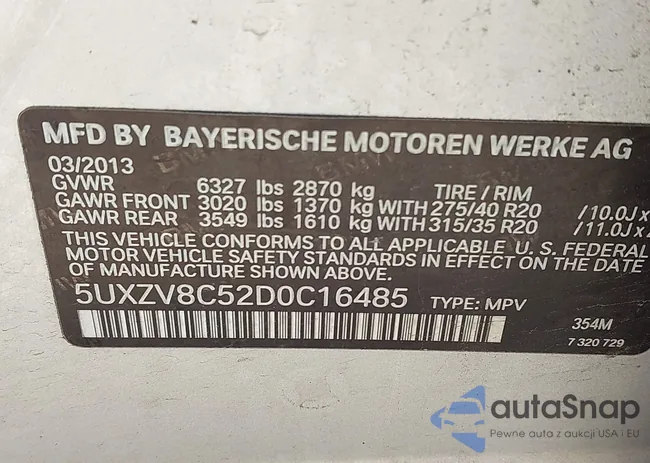 MFD BY BAYERISCHE MOTOREN WERKE AG
03/2013
GVWR 6327 lbs 2870 kg TIRE / RIM
GAWR FRONT 3020 lbs 1370 kg WITH 275/40 R20 /10.0Jx
GAWR REAR 3549 lbs 1610 kg WITH 315/35 R20 /11.0Jx
THIS VEHICLE CONFORMS TO ALL APPLICABLE U. S. FEDERAL
MOTOR VEHICLE SAFETY STANDARDS IN EFFECT ON THE DATE OF
MANUFACTURE SHOWN ABOVE.
5UXZV8C52D0C16485 TYPE: MPV
354M
7 320 729
autaSnap
Pewne auta z aukcji USA i EU